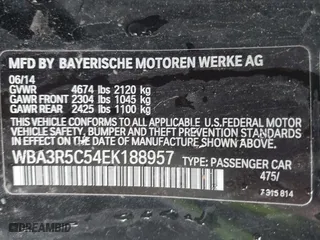 MFD BY BAYERISCHE MOTOREN WERKE AG
06/14
GVWR 4674 lbs 2120 kg
GAWR FRONT 2304 lbs 1045 kg
GAWR REAR 2425 lbs 1100 kg
THIS VEHICLE CONFORMS TO ALL APPLICABLE U.S. FEDERAL
MOTOR VEHICLE SAFETY, BUMPER, AND THEFT PREVENTION
STANDARDS IN EFFECT ON THE DATE OF
MANUFACTURE SHOWN ABOVE.
WBA3R5C54EK188957 TYPE: PASSENGER CAR
475/
7 315 814
DREAMBID